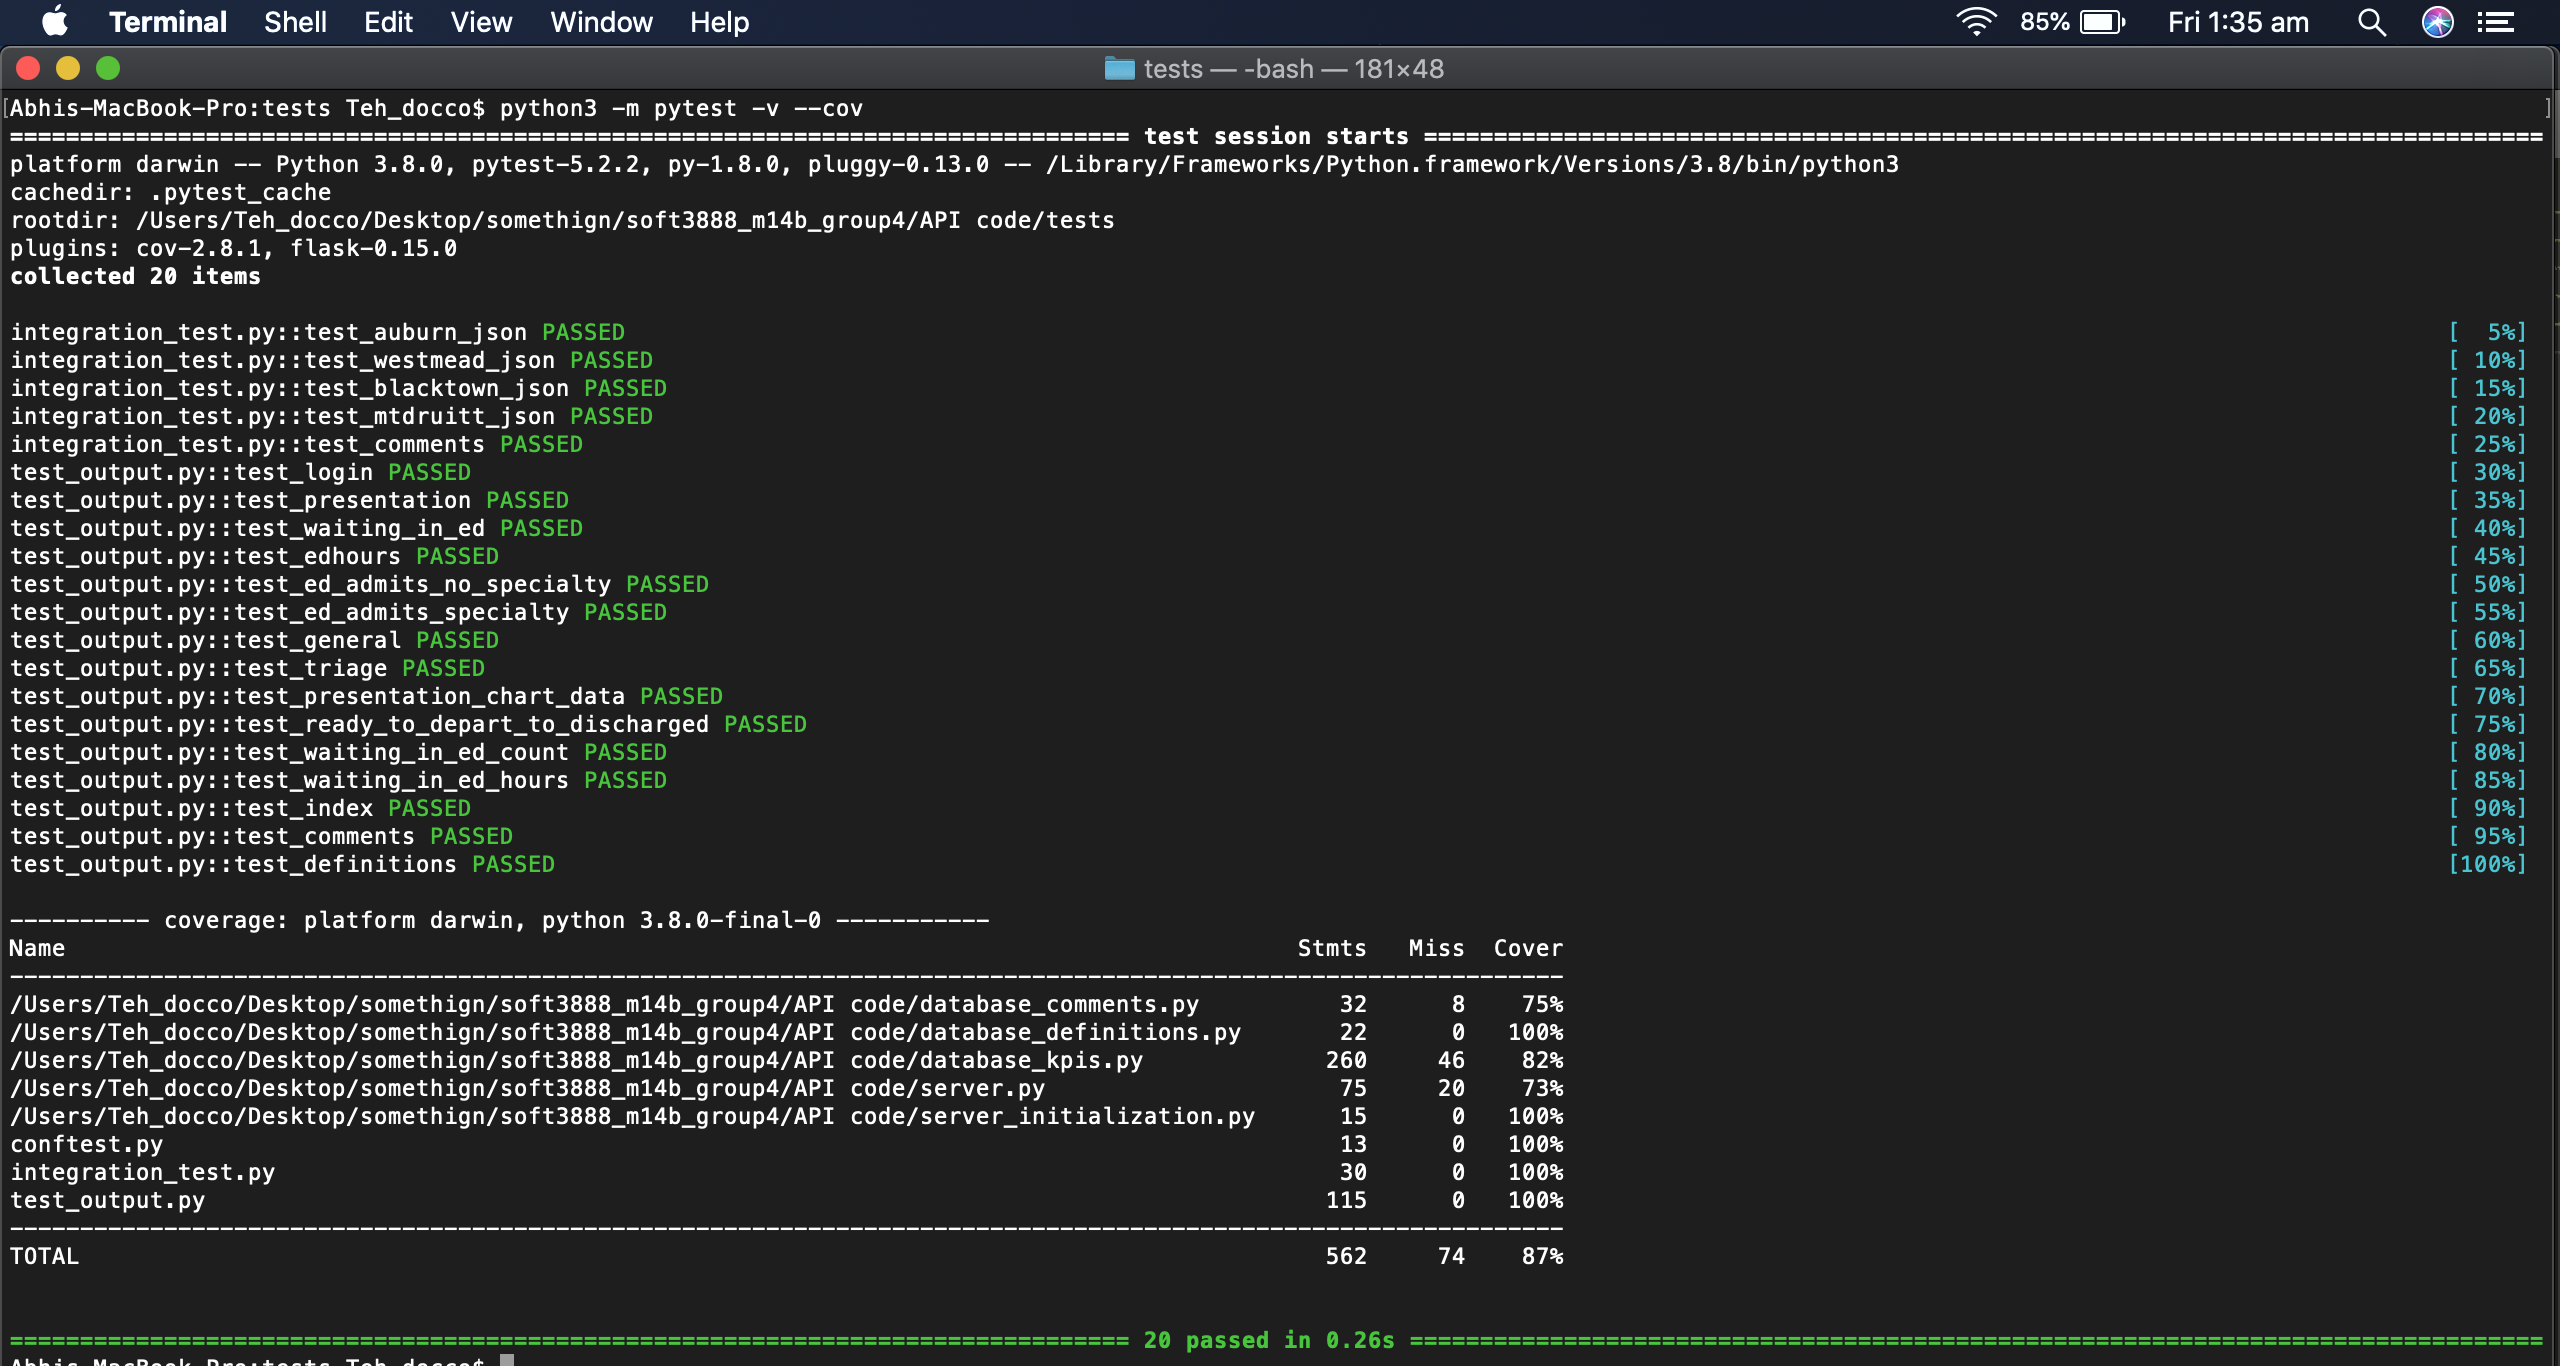 Terminal Shell Edit View Window Help 85% Fri 1:35 am
tests — -bash — 181×48
[Abhis-MacBook-Pro:tests Teh_docco$ python3 -m pytest -v --cov ]
================================================================================ test session starts ================================================================================
platform darwin -- Python 3.8.0, pytest-5.2.2, py-1.8.0, pluggy-0.13.0 -- /Library/Frameworks/Python.framework/Versions/3.8/bin/python3
cachedir: .pytest_cache
rootdir: /Users/Teh_docco/Desktop/somethign/soft3888_m14b_group4/API code/tests
plugins: cov-2.8.1, flask-0.15.0
collected 20 items
integration_test.py::test_auburn_json PASSED [  5%]
integration_test.py::test_westmead_json PASSED [ 10%]
integration_test.py::test_blacktown_json PASSED [ 15%]
integration_test.py::test_mtdruitt_json PASSED [ 20%]
integration_test.py::test_comments PASSED [ 25%]
test_output.py::test_login PASSED [ 30%]
test_output.py::test_presentation PASSED [ 35%]
test_output.py::test_waiting_in_ed PASSED [ 40%]
test_output.py::test_edhours PASSED [ 45%]
test_output.py::test_ed_admits_no_specialty PASSED [ 50%]
test_output.py::test_ed_admits_specialty PASSED [ 55%]
test_output.py::test_general PASSED [ 60%]
test_output.py::test_triage PASSED [ 65%]
test_output.py::test_presentation_chart_data PASSED [ 70%]
test_output.py::test_ready_to_depart_to_discharged PASSED [ 75%]
test_output.py::test_waiting_in_ed_count PASSED [ 80%]
test_output.py::test_waiting_in_ed_hours PASSED [ 85%]
test_output.py::test_index PASSED [ 90%]
test_output.py::test_comments PASSED [ 95%]
test_output.py::test_definitions PASSED [100%]
---------- coverage: platform darwin, python 3.8.0-final-0 -----------
Name Stmts Miss Cover
---------------------------------------------------------------------------------------------------------------
/Users/Teh_docco/Desktop/somethign/soft3888_m14b_group4/API code/database_comments.py 32 8 75%
/Users/Teh_docco/Desktop/somethign/soft3888_m14b_group4/API code/database_definitions.py 22 0 100%
/Users/Teh_docco/Desktop/somethign/soft3888_m14b_group4/API code/database_kpis.py 260 46 82%
/Users/Teh_docco/Desktop/somethign/soft3888_m14b_group4/API code/server.py 75 20 73%
/Users/Teh_docco/Desktop/somethign/soft3888_m14b_group4/API code/server_initialization.py 15 0 100%
conftest.py 13 0 100%
integration_test.py 30 0 100%
test_output.py 115 0 100%
---------------------------------------------------------------------------------------------------------------
TOTAL 562 74 87%
================================================================================ 20 passed in 0.26s =================================================================================
Abhis-MacBook-Pro:tests Teh_docco$